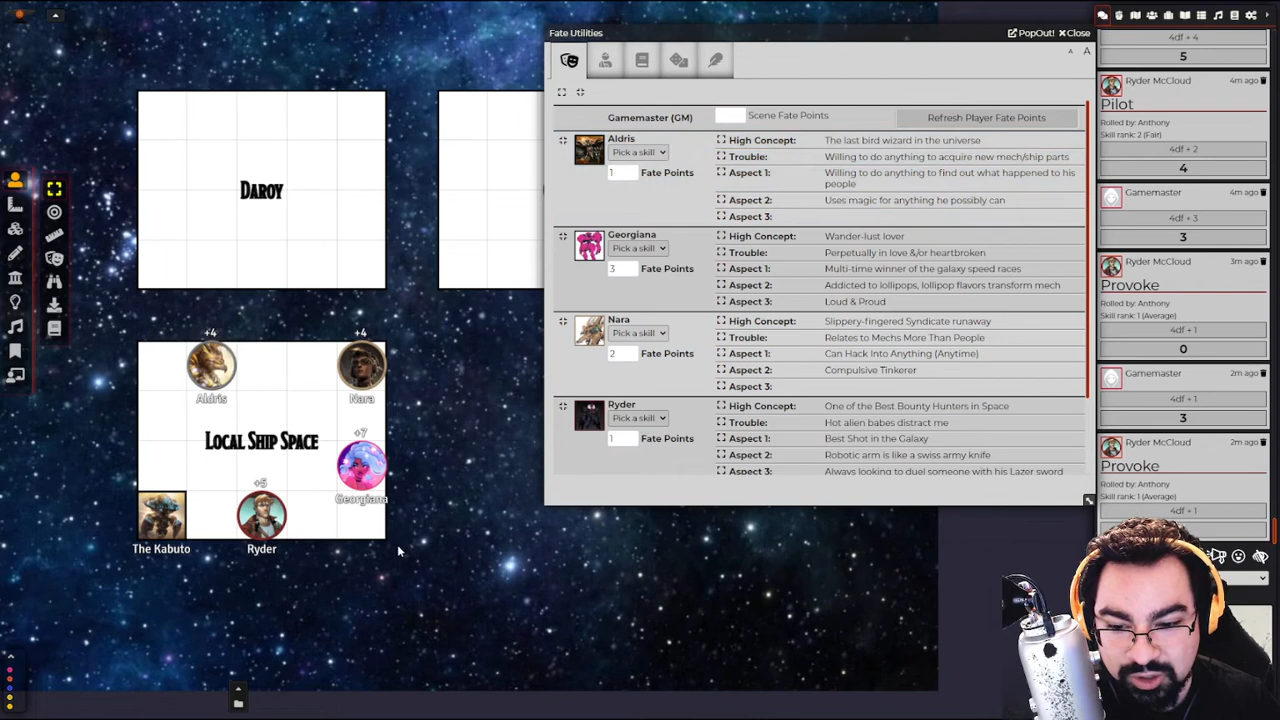 Daroy
+4
+4
Aldris
Nara
Local Ship Space
+7
Georgiana
+5
The Kabuto
Ryder
Fate Utilities
PopOut!
Close
A
A
Gamemaster (GM)
Scene Fate Points
Refresh Player Fate Points
Aldris
Pick a skill
1
Fate Points
High Concept:
The last bird wizard in the universe
Trouble:
Willing to do anything to acquire new mech/ship parts
Aspect 1:
Willing to do anything to find out what happened to his
people
Aspect 2:
Uses magic for anything he possibly can
Aspect 3:
Georgiana
Pick a skill
3
Fate Points
High Concept:
Wander-lust lover
Trouble:
Perpetually in love &/or heartbroken
Aspect 1:
Multi-time winner of the galaxy speed races
Aspect 2:
Addicted to lollipops, lollipop flavors transform mech
Aspect 3:
Loud & Proud
Nara
Pick a skill
2
Fate Points
High Concept:
Slippery-fingered Syndicate runaway
Trouble:
Relates to Mechs More Than People
Aspect 1:
Can Hack Into Anything (Anytime)
Aspect 2:
Compulsive Tinkerer
Aspect 3:
Ryder
Pick a skill
1
Fate Points
High Concept:
One of the Best Bounty Hunters in Space
Trouble:
Hot alien babes distract me
Aspect 1:
Best Shot in the Galaxy
Aspect 2:
Robotic arm is like a swiss army knife
Aspect 3:
Always looking to duel someone with his Lazer sword
4df + 4
5
Ryder McCloud
4m ago
Pilot
Rolled by: Anthony
Skill rank: 2 (Fair)
4df + 2
4
Gamemaster
4m ago
4df + 3
3
Ryder McCloud
3m ago
Provoke
Rolled by: Anthony
Skill rank: 1 (Average)
4df + 1
0
Gamemaster
2m ago
4df + 1
3
Ryder McCloud
2m ago
Provoke
Rolled by: Anthony
Skill rank: 1 (Average)
4df + 1